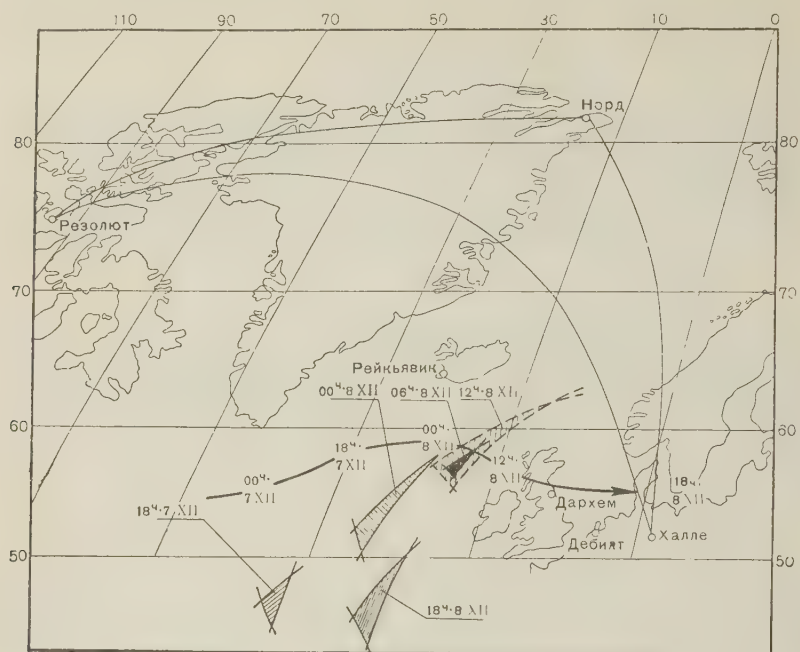 110 90 70 50 30 10 0
Норд
80 80
Резолют
70 70
Рейкьявик
00ч·8 XII 06ч·8 XII 12ч·8 XII
60 60
00ч·
8 XII
18ч·
7 XII
12ч·
8 XII
00ч·
7 XII
18ч·
8 XII
18ч·7 XII
Дархем
Дебилт
Халле
50 50
18ч·8 XII